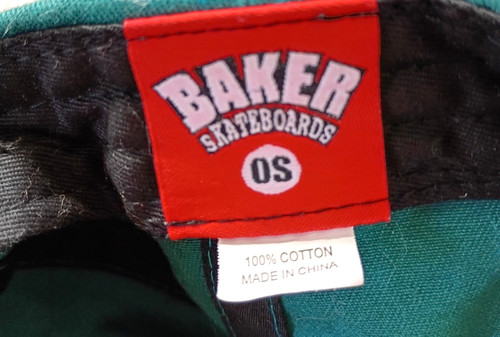 BAKER
SKATEBOARDS
OS
100% COTTON
MADE IN CHINA